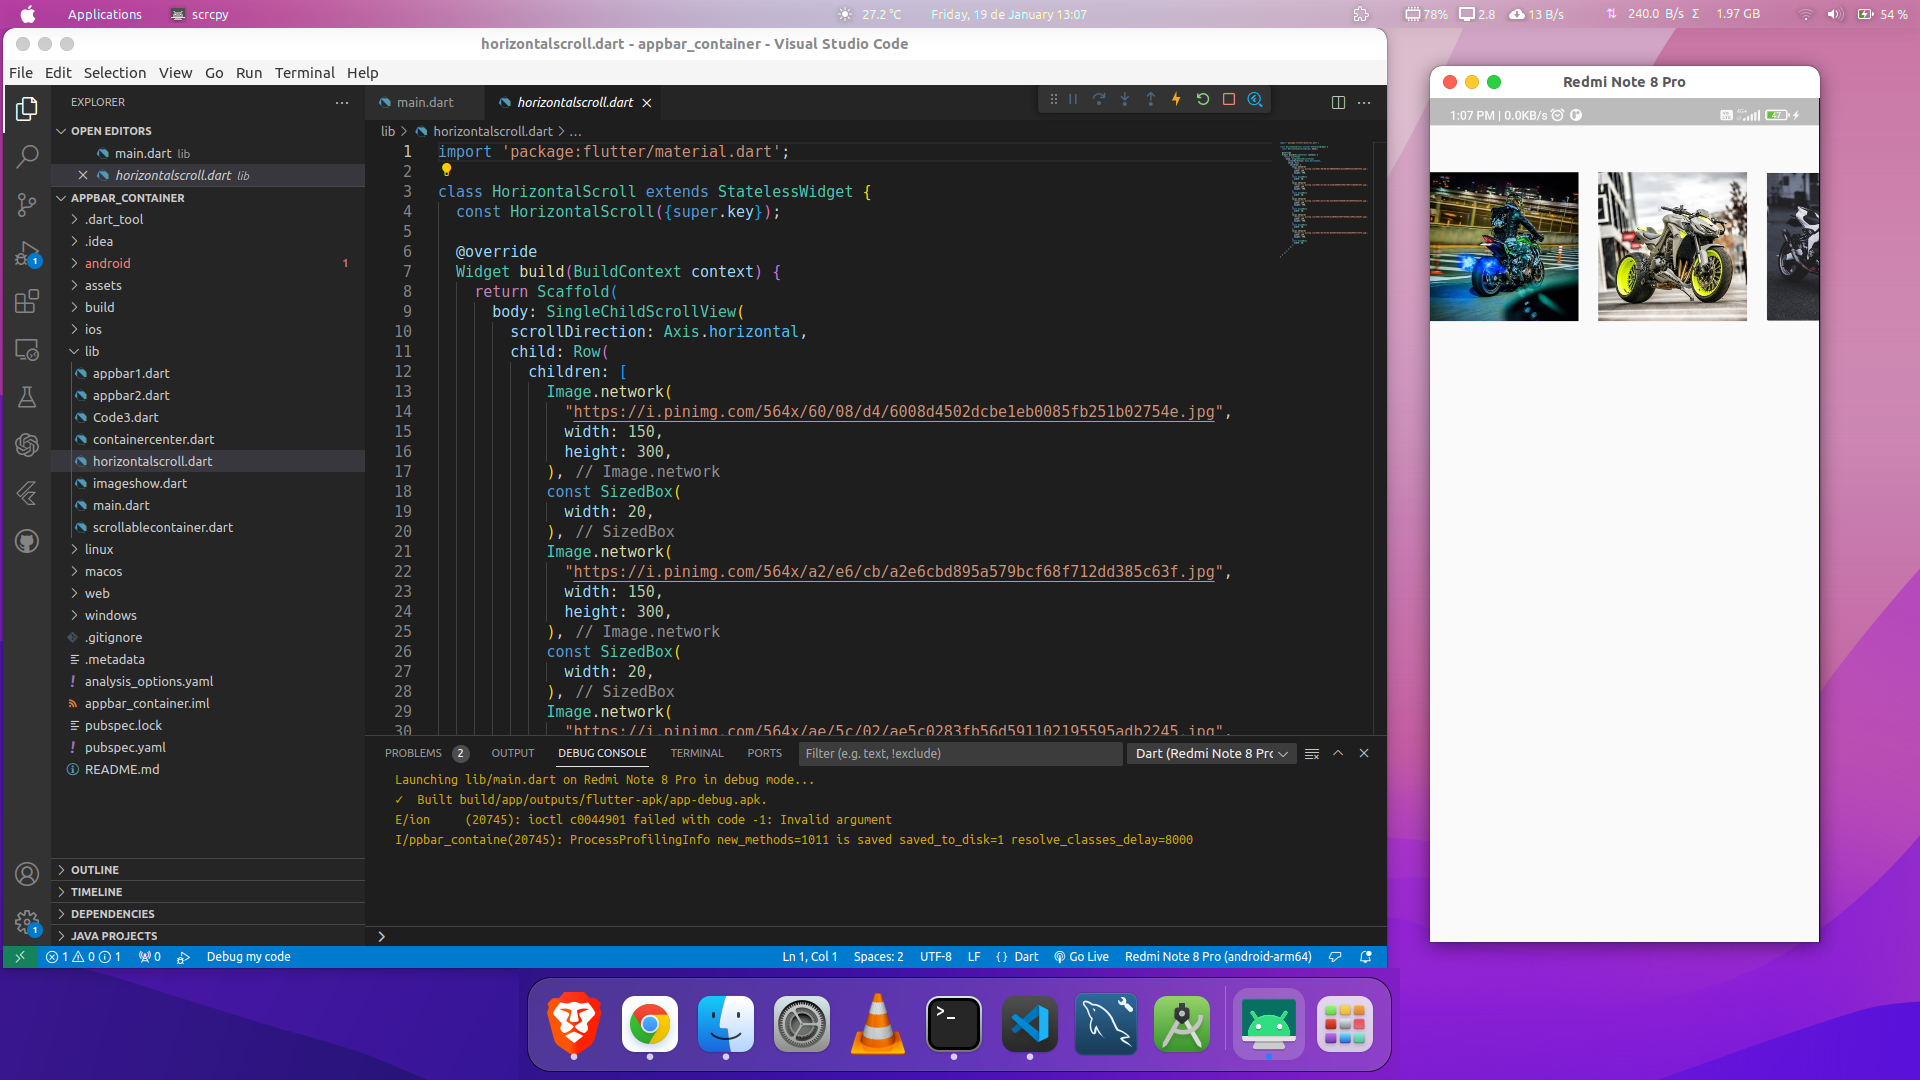 Applications scrcpy 27.2 °C Friday, 19 de January 13:07 78% 2.8 13 B/s 240.0 B/s Σ 1.97 GB 54 %
horizontalscroll.dart - appbar_container - Visual Studio Code
File Edit Selection View Go Run Terminal Help
EXPLORER
OPEN EDITORS
main.dart lib
horizontalscroll.dart lib
APPBAR_CONTAINER
.dart_tool
.idea
android 1
assets
build
ios
lib
appbar1.dart
appbar2.dart
Code3.dart
containercenter.dart
horizontalscroll.dart
imageshow.dart
main.dart
scrollablecontainer.dart
linux
macos
web
windows
.gitignore
.metadata
analysis_options.yaml
appbar_container.iml
pubspec.lock
pubspec.yaml
README.md
OUTLINE
TIMELINE
DEPENDENCIES
JAVA PROJECTS
1
1
main.dart horizontalscroll.dart
lib > horizontalscroll.dart > ...
1 import 'package:flutter/material.dart';
2
3 class HorizontalScroll extends StatelessWidget {
4 const HorizontalScroll({super.key});
5
6 @override
7 Widget build(BuildContext context) {
8 return Scaffold(
9 body: SingleChildScrollView(
10 scrollDirection: Axis.horizontal,
11 child: Row(
12 children: [
13 Image.network(
14 "https://i.pinimg.com/564x/60/08/d4/6008d4502dcbe1eb0085fb251b02754e.jpg",
15 width: 150,
16 height: 300,
17 ), // Image.network
18 const SizedBox(
19 width: 20,
20 ), // SizedBox
21 Image.network(
22 "https://i.pinimg.com/564x/a2/e6/cb/a2e6cbd895a579bcf68f712dd385c63f.jpg",
23 width: 150,
24 height: 300,
25 ), // Image.network
26 const SizedBox(
27 width: 20,
28 ), // SizedBox
29 Image.network(
30 "https://i.pinimg.com/564x/ae/5c/02/ae5c0283fb56d591102195595adb2245.jpg",
PROBLEMS 2 OUTPUT DEBUG CONSOLE TERMINAL PORTS Filter (e.g. text, !exclude) Dart (Redmi Note 8 Prc
Launching lib/main.dart on Redmi Note 8 Pro in debug mode...
✓ Built build/app/outputs/flutter-apk/app-debug.apk.
E/ion (20745): ioctl c0044901 failed with code -1: Invalid argument
I/ppbar_containe(20745): ProcessProfilingInfo new_methods=1011 is saved saved_to_disk=1 resolve_classes_delay=8000
>
1 0 1 0 Debug my code Ln 1, Col 1 Spaces: 2 UTF-8 LF {} Dart Go Live Redmi Note 8 Pro (android-arm64)
Redmi Note 8 Pro
1:07 PM | 0.0KB/s 47